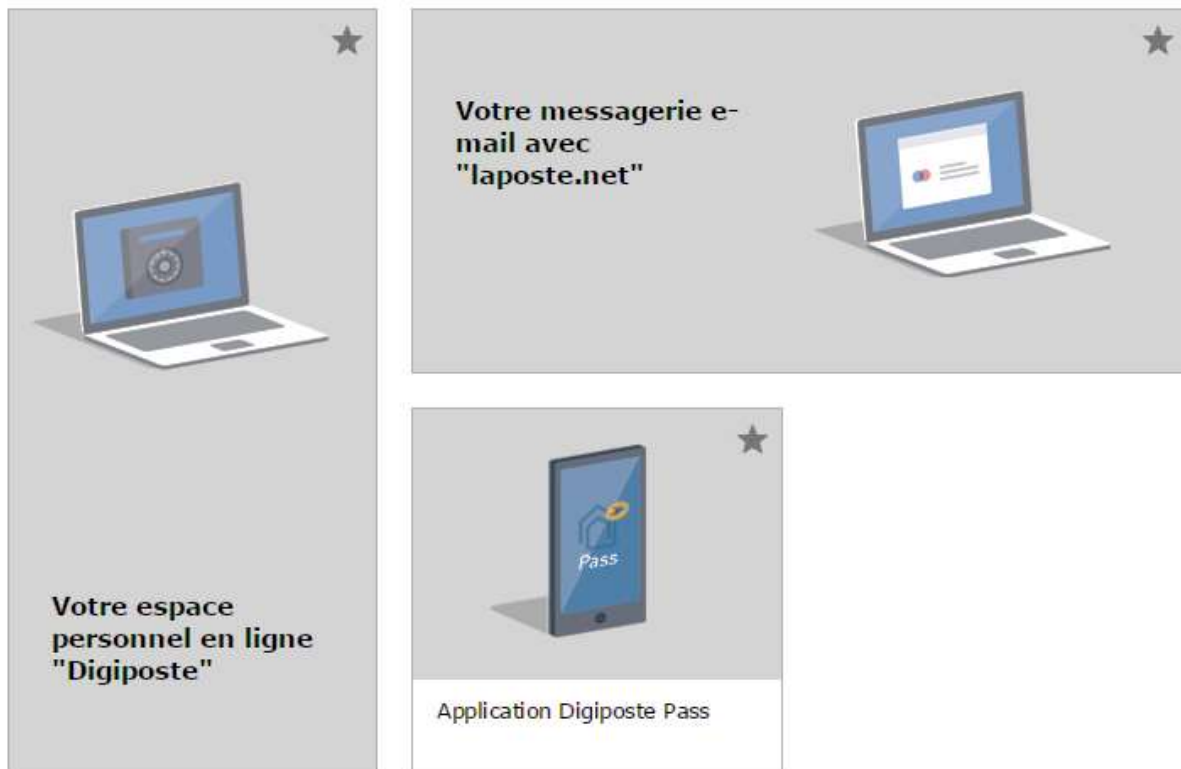 Votre messagerie e-
mail avec
"laposte.net"
Pass
Votre espace
personnel en ligne
"Digiposte"
Application Digiposte Pass